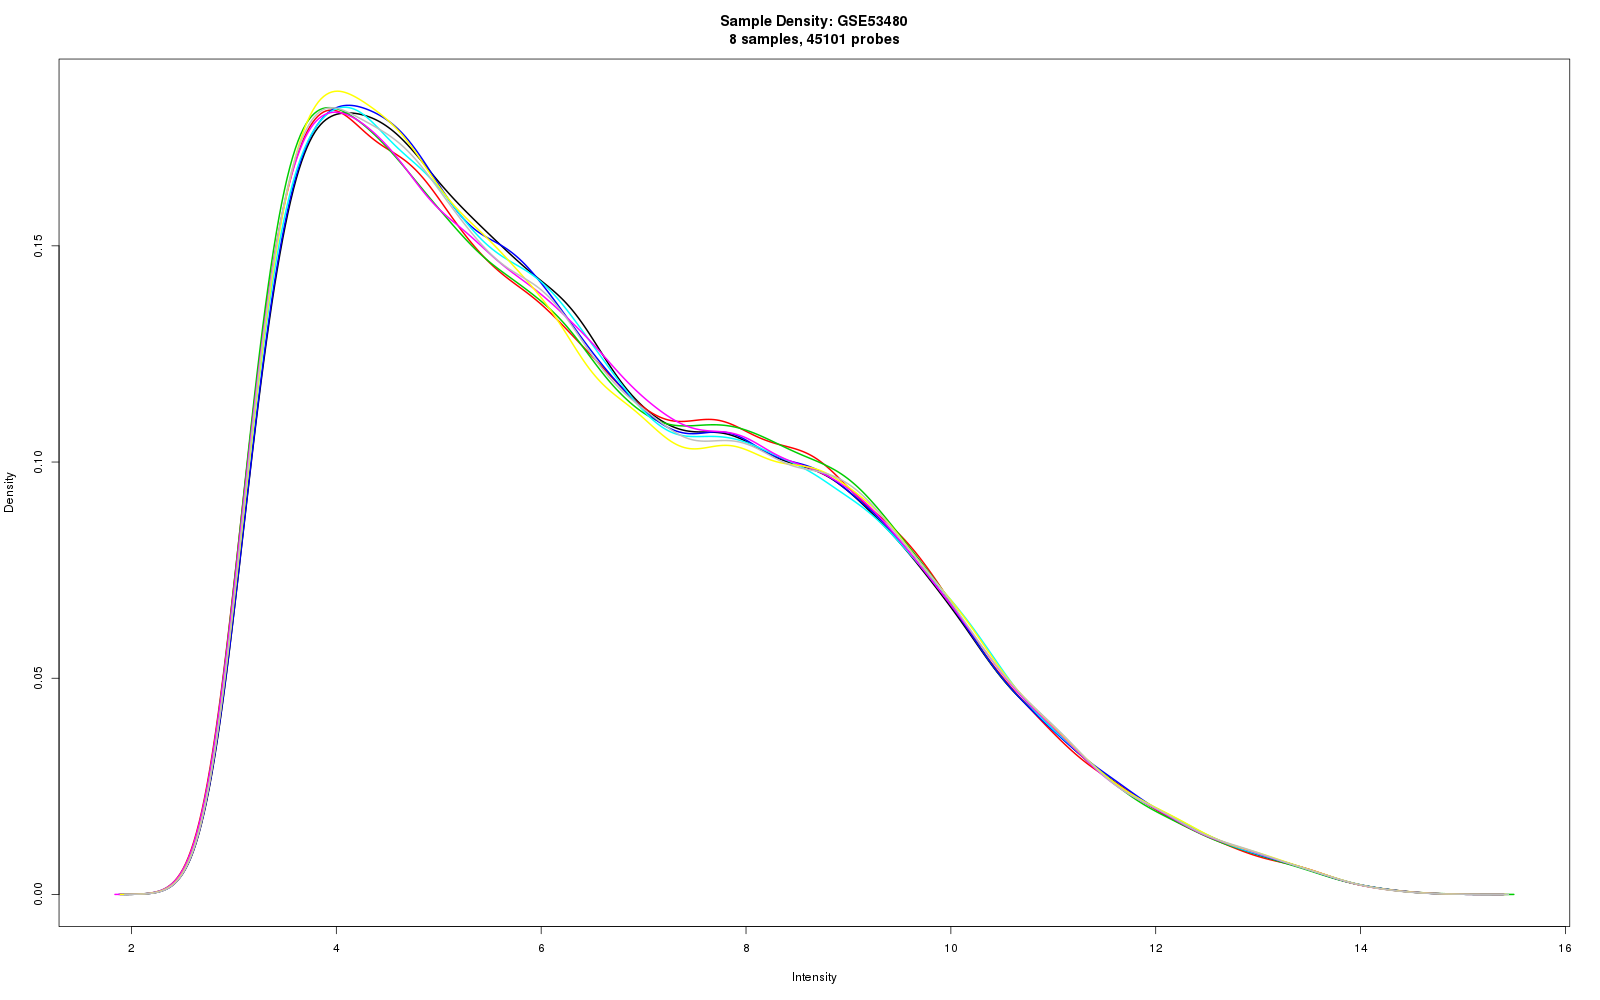 Sample Density: GSE53480
8 samples, 45101 probes
Density
0.15
0.10
0.05
0.00
2 4 6 8 10 12 14 16
Intensity